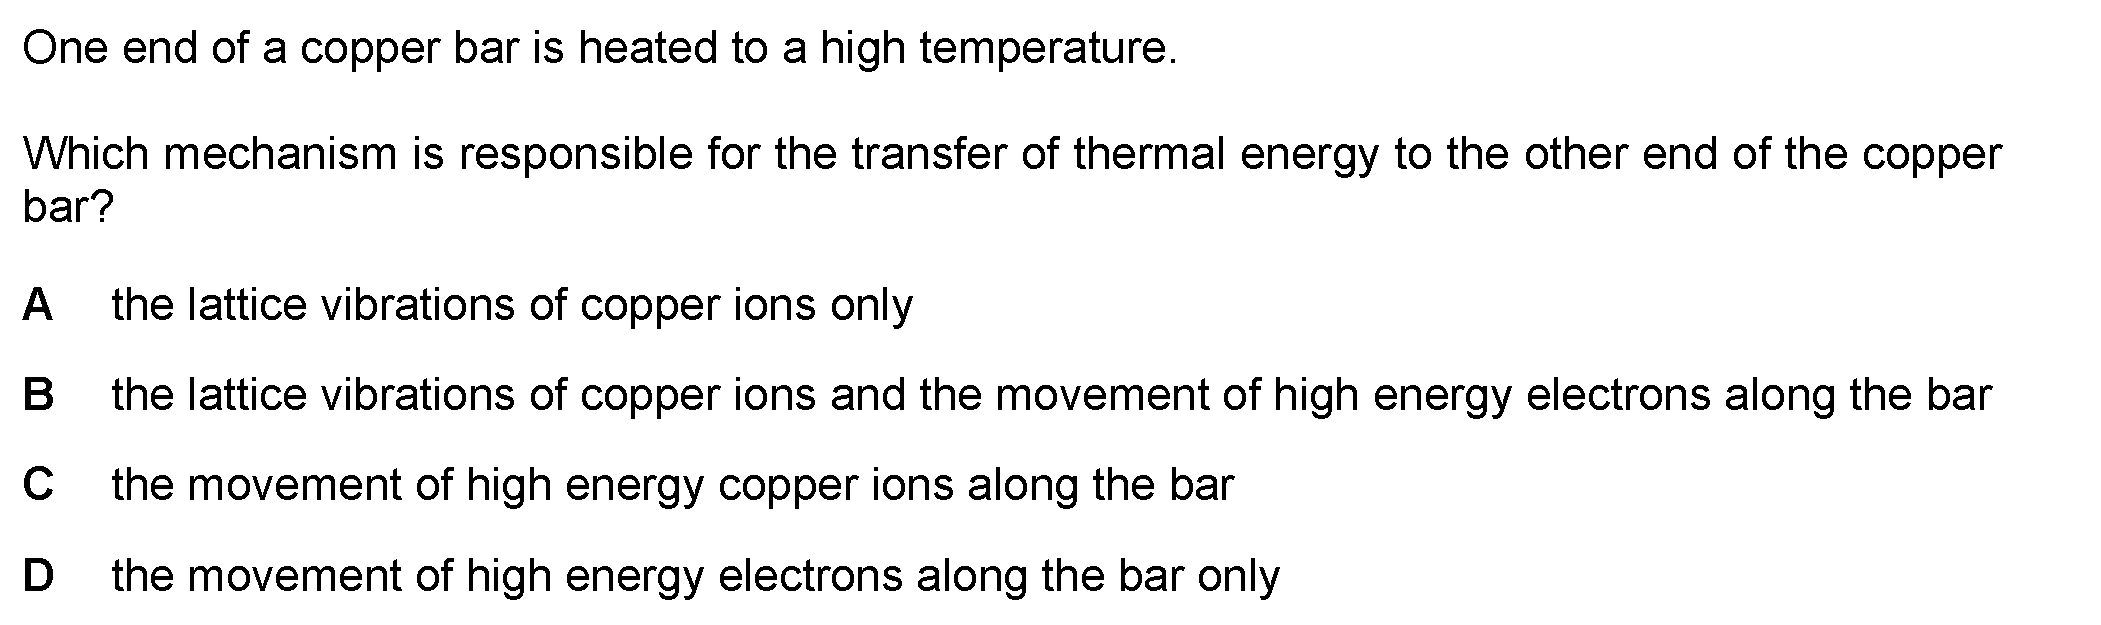 One end of a copper bar is heated to a high temperature.
Which mechanism is responsible for the transfer of thermal energy to the other end of the copper
bar?
A the lattice vibrations of copper ions only
B the lattice vibrations of copper ions and the movement of high energy electrons along the bar
C the movement of high energy copper ions along the bar
D the movement of high energy electrons along the bar only